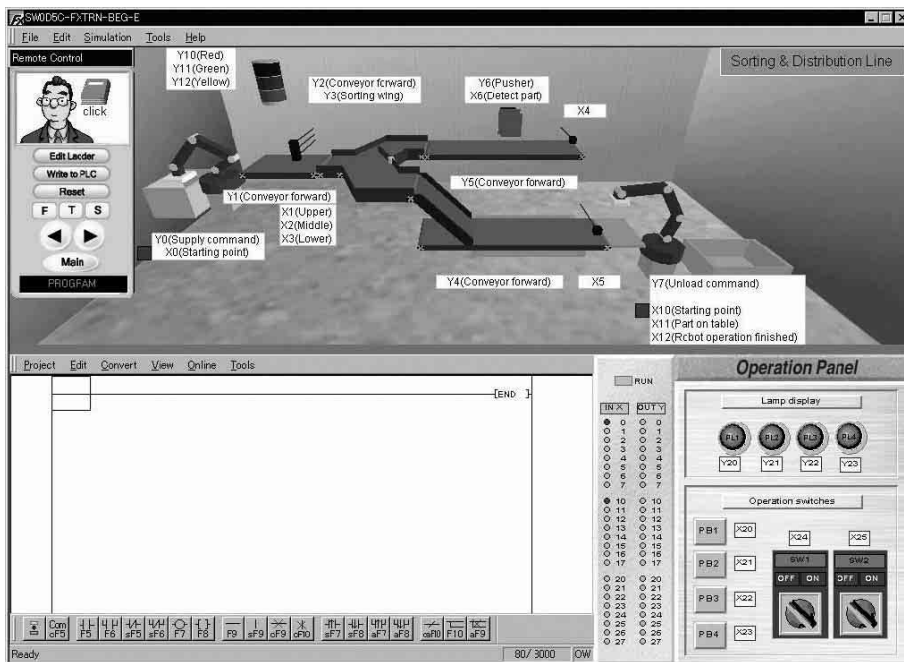 SW0D5C-FXTRN-BEG-E
File Edit Simulation Tools Help
Remote Control
click
Edit Lacder
Write to PLC
Reset
F T S
Main
PROGFAM
Y10(Red)
Y11(Green)
Y12(Yellow)
Y2(Conveyor fcrward)
Y3(Sorting wing)
Y6(Pusher)
X6(Detect part)
X4
Sorting & Distribution Line
Y1(Conveyor forward)
X1(Upper)
X2(Middle)
X3(Lower)
Y5(Conveyor forward)
Y0(Supply command)
X0(Starting point)
Y4(Conveyor forward)
X5
Y7(Unload command)
X10(Starting point)
X11(Part on table)
X12(Rcbot operation finished)
Project Edit Convert View Online Tools
[END ]
RUN
IN X OUT Y
0 0
1 1
2 2
3 3
4 4
5 5
6 6
7 7
10 10
11 11
12 12
13 13
14 14
15 15
16 16
17 17
20 20
21 21
22 22
23 23
24 24
25 25
26 26
27 27
Operation Panel
Lamp display
PL1 PL2 PL3 PL4
Y20 Y21 Y22 Y23
Operation switches
PB1 X20 X24 X25
PB2 X21 SW1 SW2
OFF ON OFF ON
PB3 X22
PB4 X23
Com
F5 F6 sF5 sF6 F7 F8 F9 sF9 cF9 cF10 sF7 sF8 aF7 aF8 F10 aF9
Ready 80/ 3000 OW